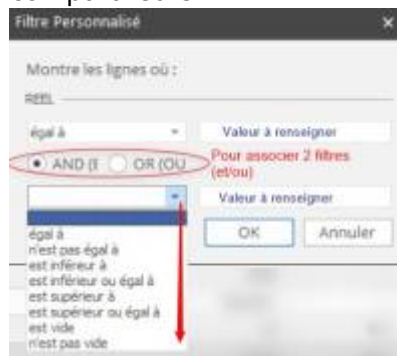 Filtre Personnalisé ×
Montre les lignes où :
REEL
égal à Valeur à renseigner
AND (E OR (OU Pour associer 2 filtres
(et/ou)
Valeur à renseigner
OK Annuler
égal à
n'est pas égal à
est inféreur à
est inférieur ou égal à
est supérieur à
est supérieur ou égal à
est vide
n'est pas vide